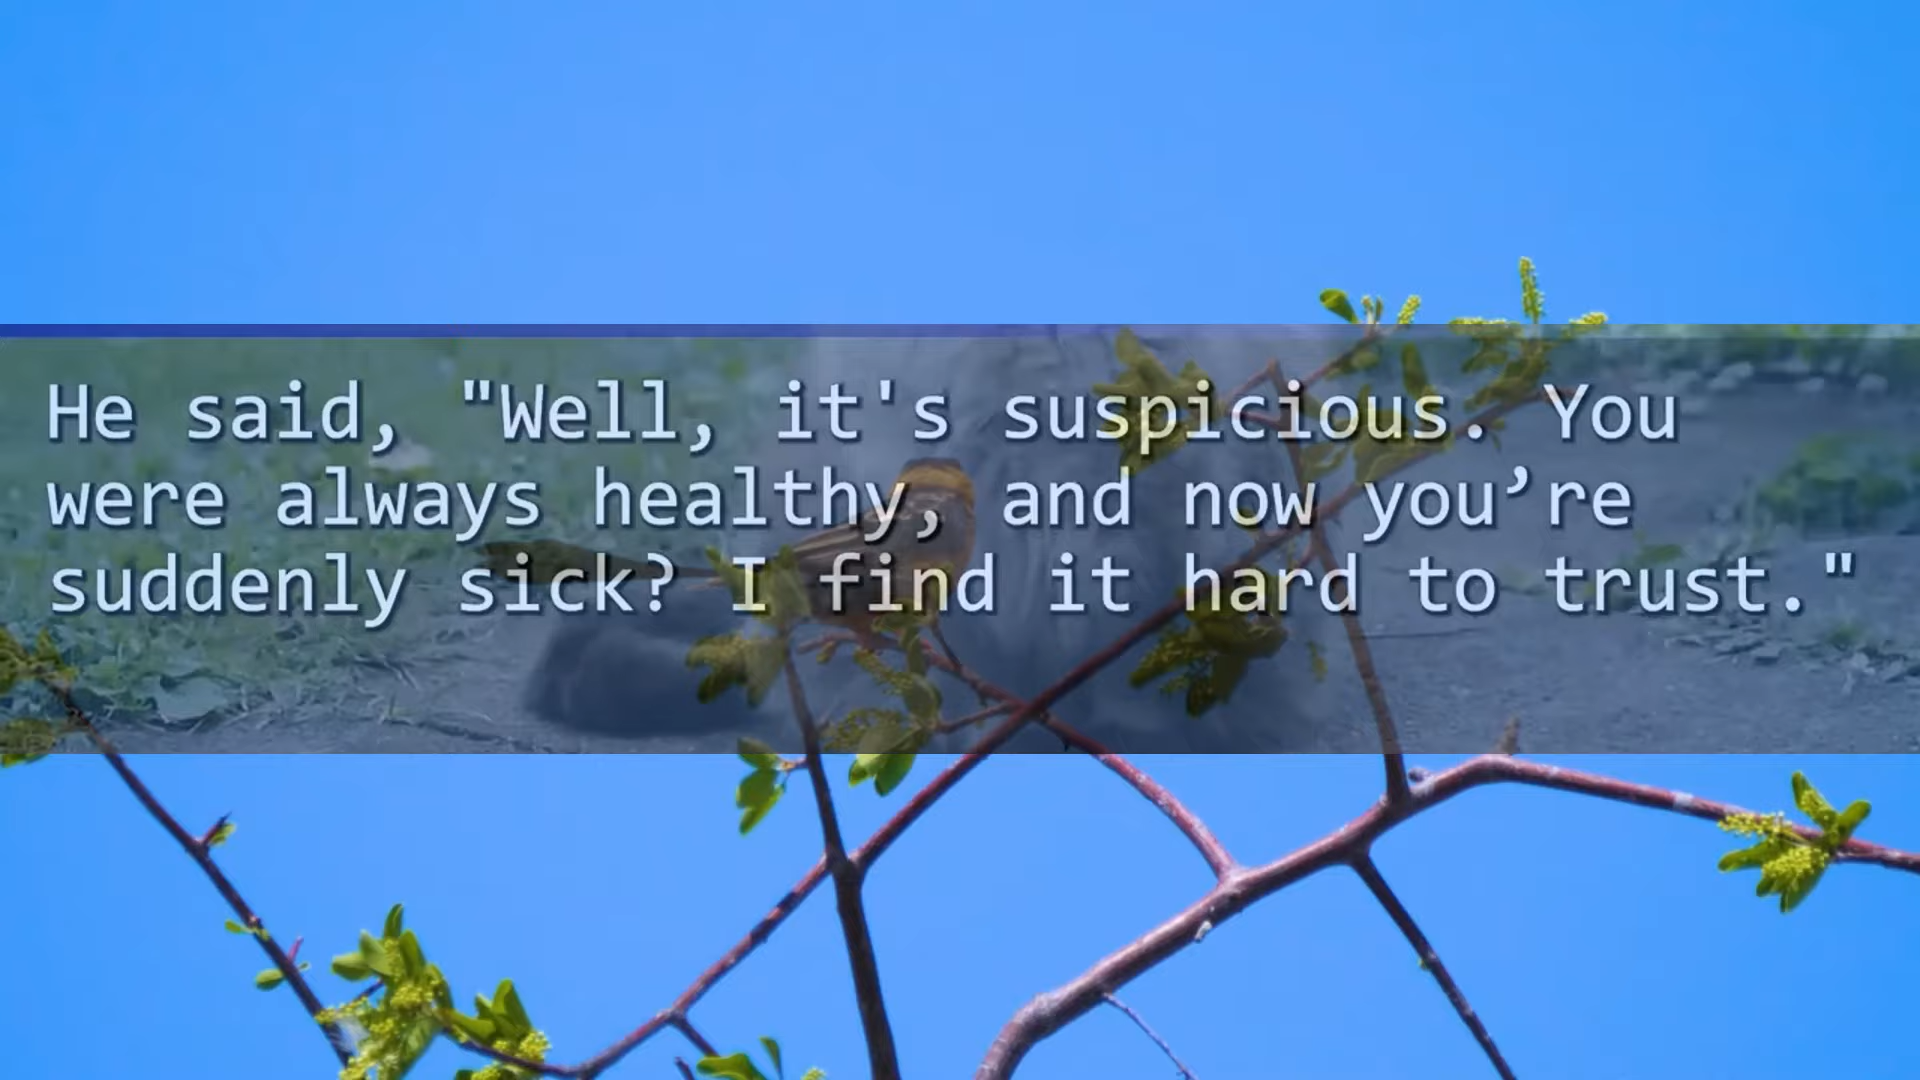 He said, "Well, it's suspicious. You
were always healthy, and now you’re
suddenly sick? I find it hard to trust."